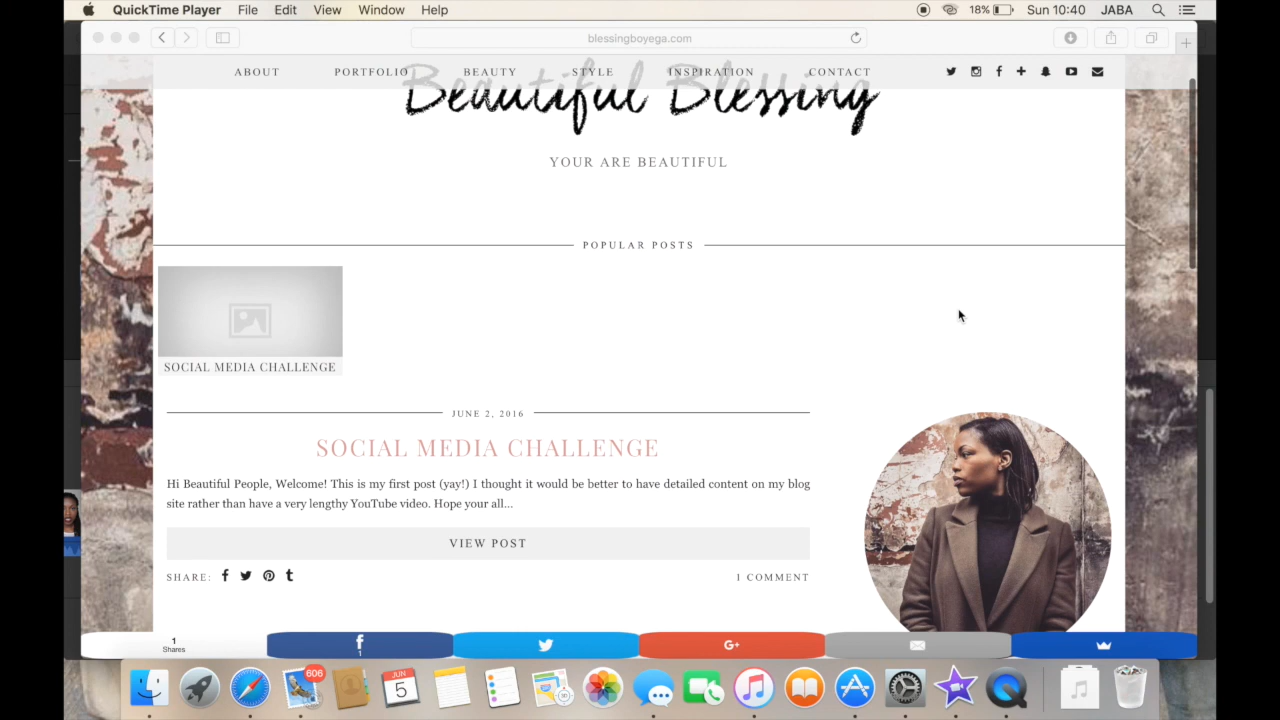 QuickTime Player File Edit View Window Help 18% Sun 10:40 JABA
blessingboyega.com
ABOUT PORTFOLIO BEAUTY STYLE INSPIRATION CONTACT
Beautiful Blessing
YOUR ARE BEAUTIFUL
POPULAR POSTS
SOCIAL MEDIA CHALLENGE
JUNE 2, 2016
SOCIAL MEDIA CHALLENGE
Hi Beautiful People, Welcome! This is my first post (yay!) I thought it would be better to have detailed content on my blog
site rather than have a very lengthy YouTube video. Hope your all...
VIEW POST
SHARE: 1 COMMENT
1
Shares
1
G+
606
JUN
5